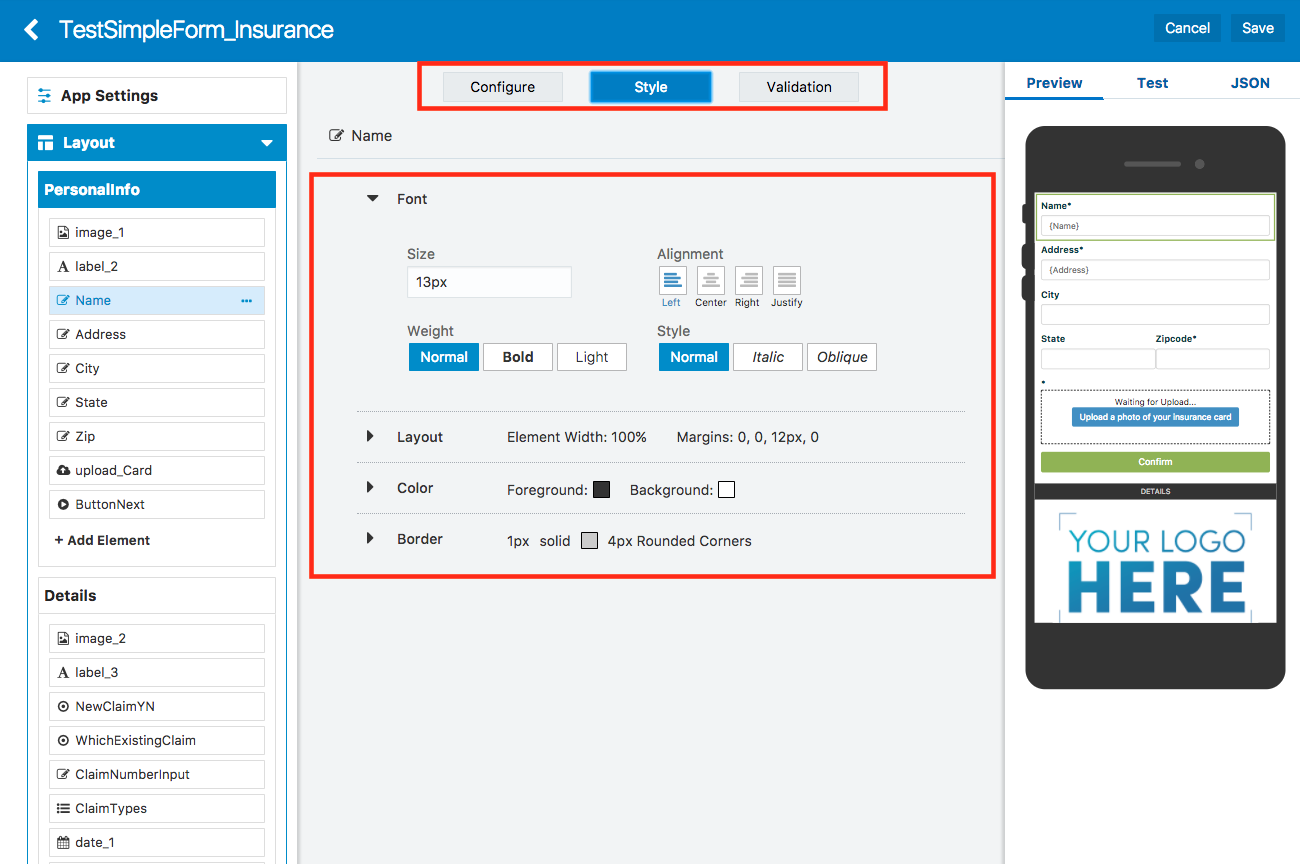 TestSimpleForm_Insurance
Cancel
Save
App Settings
Layout
PersonalInfo
image_1
label_2
Name
Address
City
State
Zip
upload_Card
ButtonNext
+ Add Element
Details
image_2
label_3
NewClaimYN
WhichExistingClaim
ClaimNumberInput
ClaimTypes
date_1
Configure
Style
Validation
Name
Font
Size
13px
Alignment
Left
Center
Right
Justify
Weight
Normal
Bold
Light
Style
Normal
Italic
Oblique
Layout
Element Width: 100%
Margins: 0, 0, 12px, 0
Color
Foreground:
Background:
Border
1px solid
4px Rounded Corners
Preview
Test
JSON
Name*
{Name}
Address*
{Address}
City
State
Zipcode*
Waiting for Upload...
Upload a photo of your insurance card
Confirm
DETAILS
YOUR LOGO
HERE